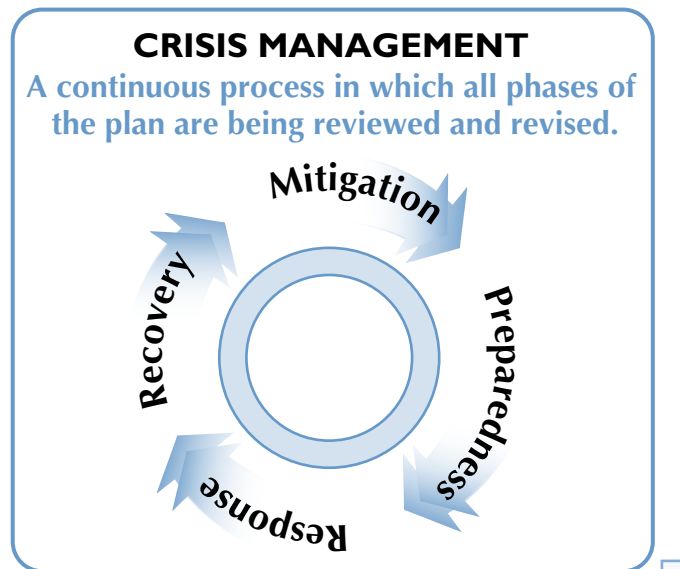 CRISIS MANAGEMENT
A continuous process in which all phases of
the plan are being reviewed and revised.
Mitigation
Preparedness
Response
Recovery